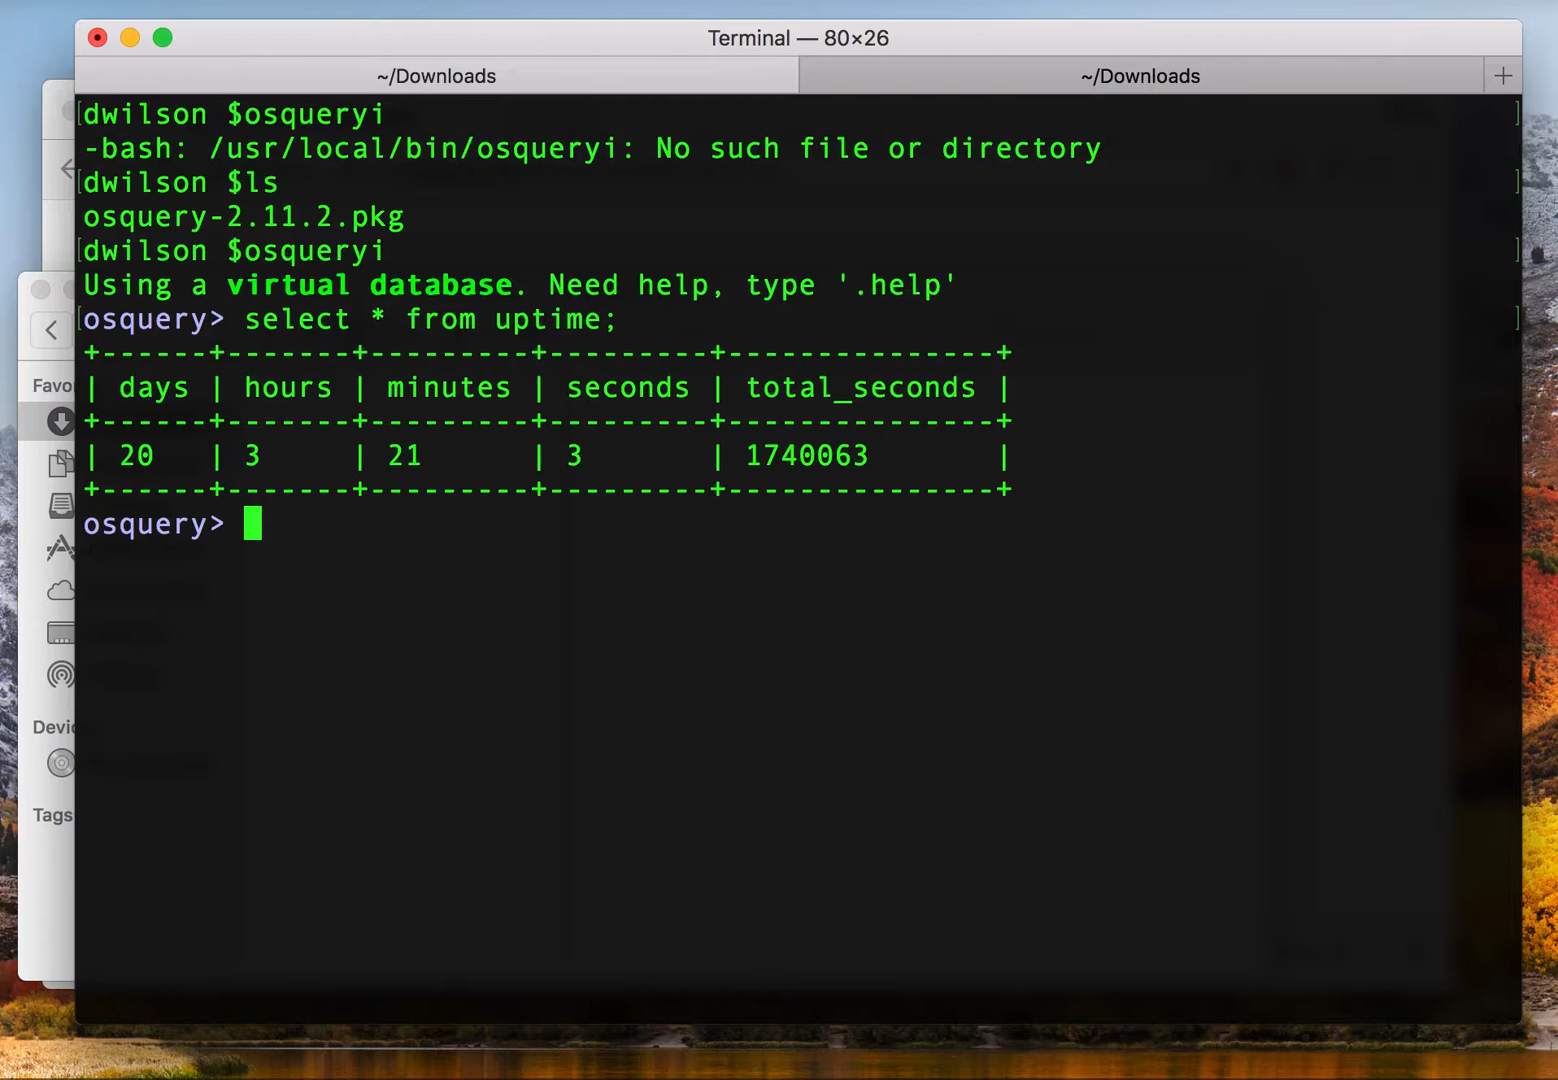 Terminal — 80×26
~/Downloads ~/Downloads
dwilson $osqueryi
-bash: /usr/local/bin/osqueryi: No such file or directory
dwilson $ls
osquery-2.11.2.pkg
dwilson $osqueryi
Using a virtual database. Need help, type '.help'
osquery> select * from uptime;
+------+-------+---------+---------+---------------+
| days | hours | minutes | seconds | total_seconds |
+------+-------+---------+---------+---------------+
| 20   | 3     | 21      | 3       | 1740063       |
+------+-------+---------+---------+---------------+
osquery>
Favou
Devic
Tags